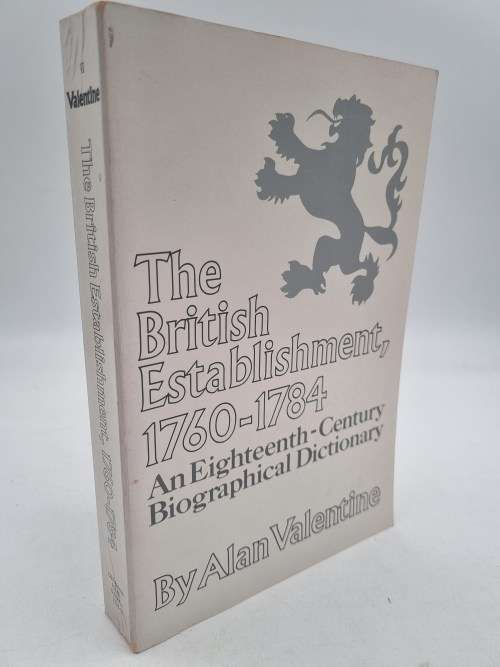 The
British
Establishment,
1760-1784
An Eighteenth-Century
Biographical Dictionary
By Alan Valentine
Valentine
The British Establishment, 1760-1784